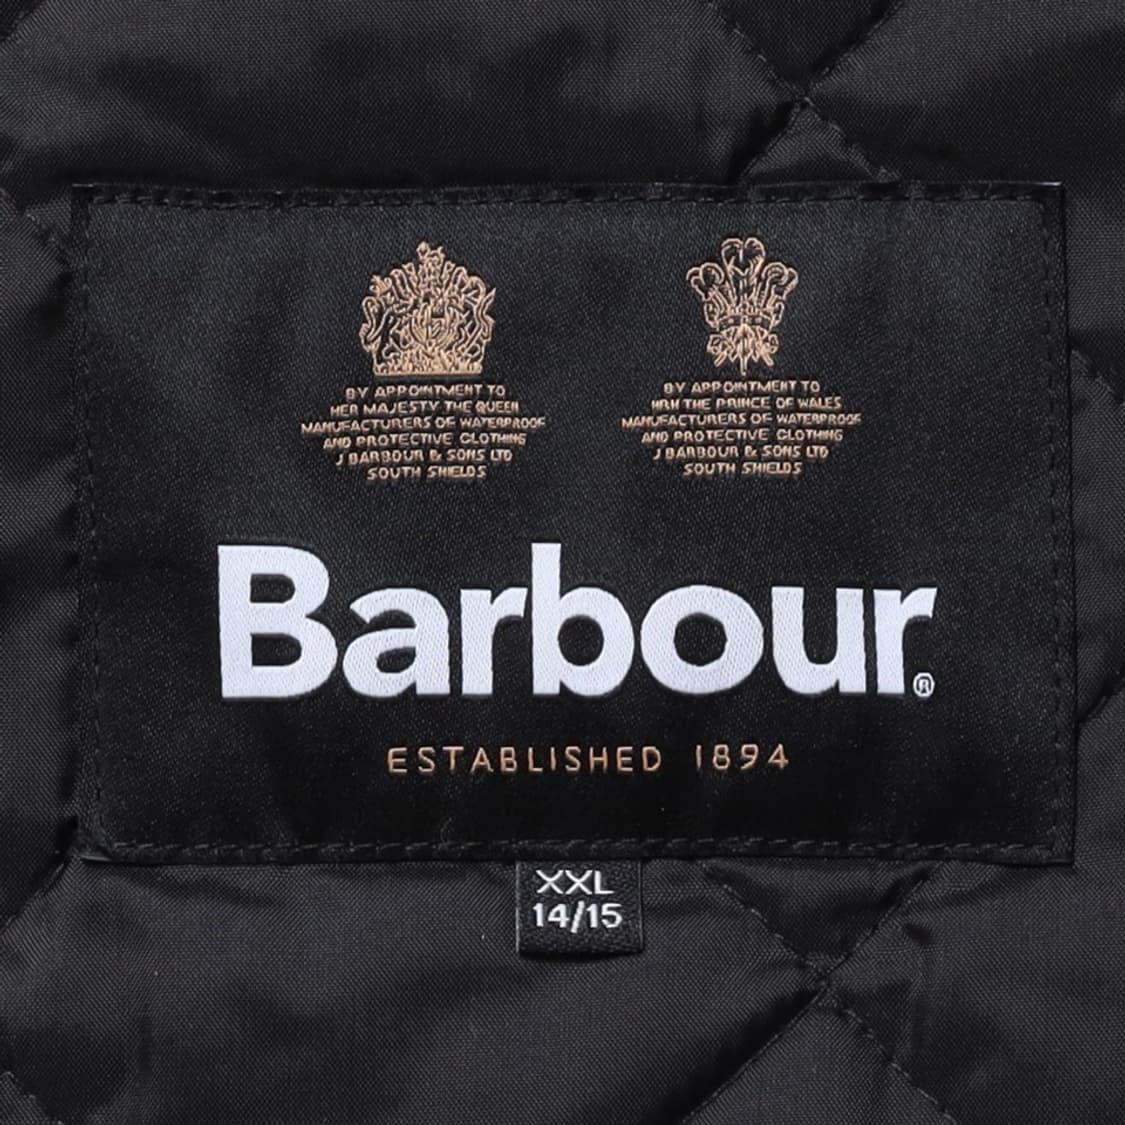 BY APPOINTMENT TO
HER MAJESTY THE QUEEN
MANUFACTURERS OF WATERPROOF
AND PROTECTIVE CLOTHING
J BARBOUR & SONS LTD
SOUTH SHIELDS
BY APPOINTMENT TO
HRH THE PRINCE OF WALES
MANUFACTURERS OF WATERPROOF
AND PROTECTIVE CLOTHING
J BARBOUR & SONS LTD
SOUTH SHIELDS
Barbour®
ESTABLISHED 1894
XXL
14/15